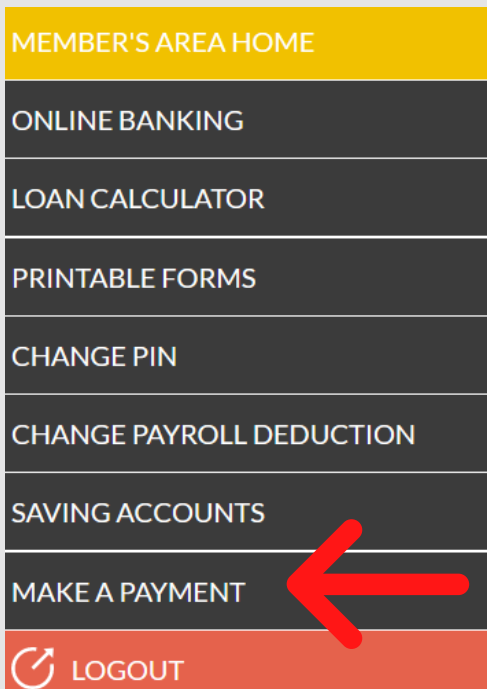 MEMBER'S AREA HOME
ONLINE BANKING
LOAN CALCULATOR
PRINTABLE FORMS
CHANGE PIN
CHANGE PAYROLL DEDUCTION
SAVING ACCOUNTS
MAKE A PAYMENT
LOGOUT